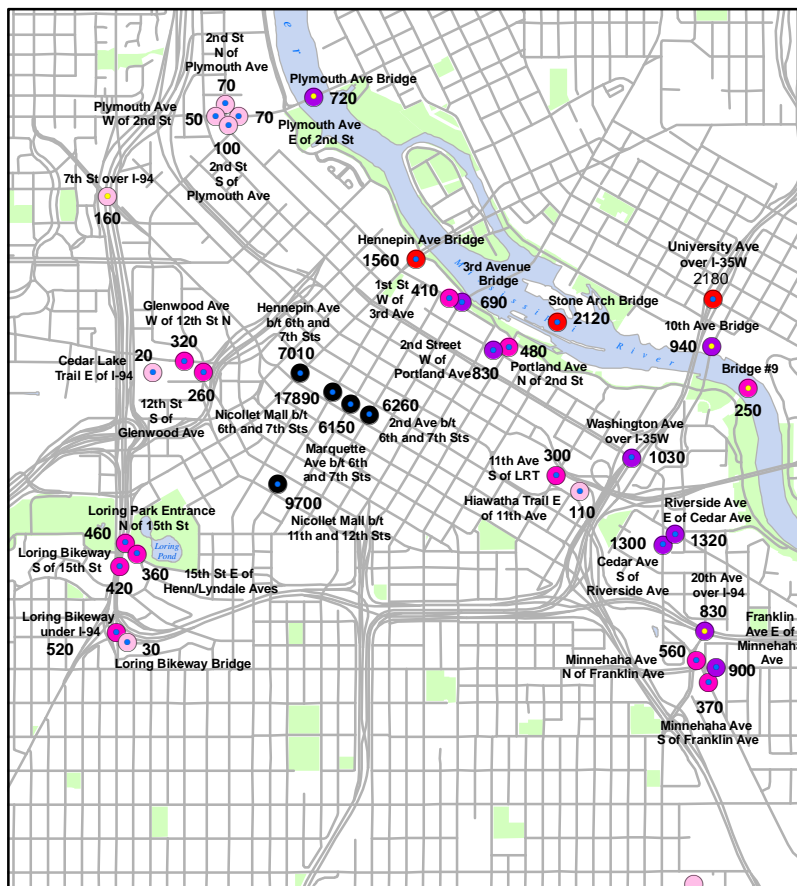 2nd St
N of
Plymouth Ave
70
Plymouth Ave
W of 2nd St
50
70
100
2nd St
S of
Plymouth Ave
e r
Plymouth Ave Bridge
720
Plymouth Ave
E of 2nd St
7th St over I-94
160
Hennepin Ave Bridge
1560
3rd Avenue
Bridge
1st St
W of
3rd Ave
410
690
Mississippi
River
Stone Arch Bridge
2120
University Ave
over I-35W
2180
10th Ave Bridge
940
Bridge #9
250
Glenwood Ave
W of 12th St N
320
Cedar Lake
Trail E of I-94
20
260
12th St
S of
Glenwood Ave
Hennepin Ave
b/t 6th and
7th Sts
7010
17890
Nicollet Mall b/t
6th and 7th Sts
6150
Marquette
Ave b/t 6th
and 7th Sts
6260
2nd Ave b/t
6th and 7th Sts
2nd Street
W of
Portland Ave
830
480
Portland Ave
N of 2nd St
Washington Ave
over I-35W
1030
300
11th Ave
S of LRT
Hiawatha Trail E
of 11th Ave
110
9700
Nicollet Mall b/t
11th and 12th Sts
Loring Park Entrance
N of 15th St
460
Loring
Pond
Loring Bikeway
S of 15th St
420
360
15th St E of
Henn/Lyndale Aves
Loring Bikeway
under I-94
520
30
Loring Bikeway Bridge
Riverside Ave
E of Cedar Ave
1300
1320
Cedar Ave
S of
Riverside Ave
20th Ave
over I-94
830
Franklin
Ave E of
Minnehaha
Ave
560
Minnehaha Ave
N of Franklin Ave
900
370
Minnehaha Ave
S of Franklin Ave